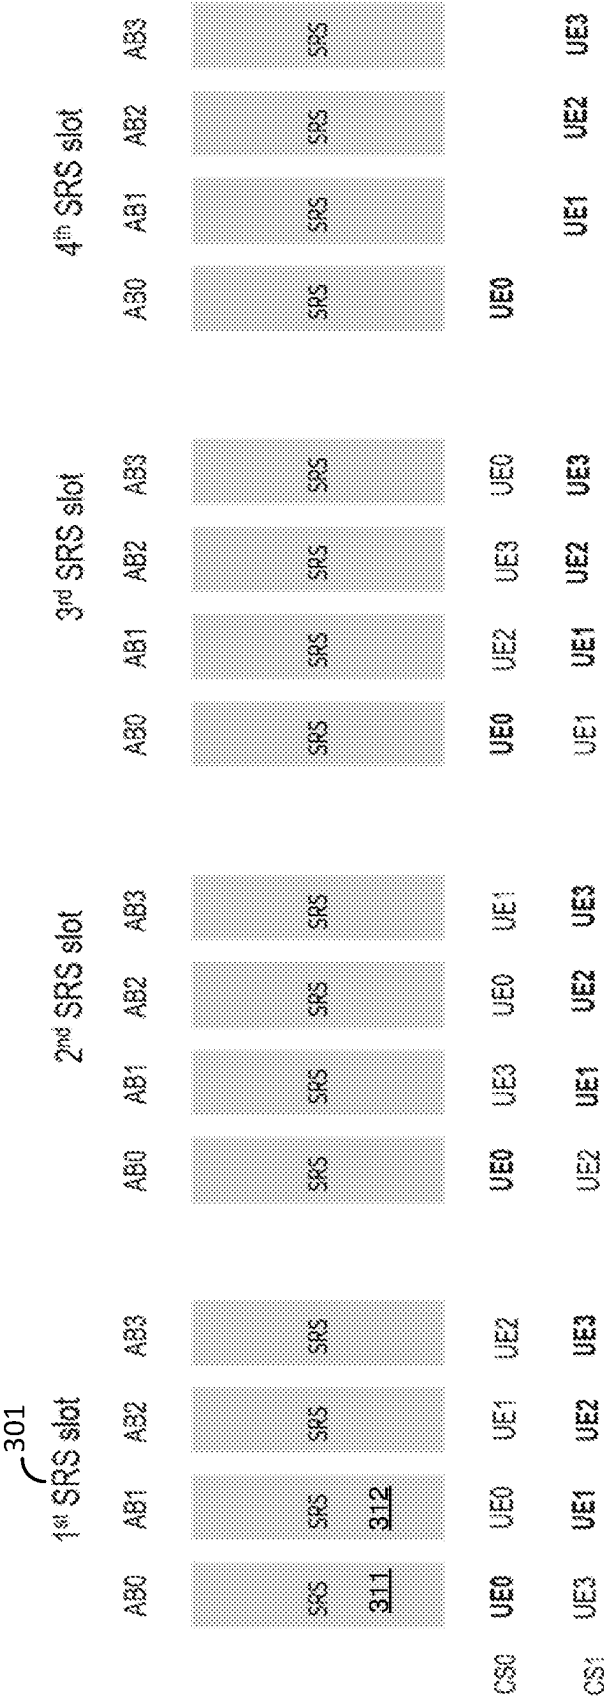 301
1st SRS slot 2nd SRS slot 3rd SRS slot 4th SRS slot
AB0 AB1 AB2 AB3 AB0 AB1 AB2 AB3 AB0 AB1 AB2 AB3 AB0 AB1 AB2 AB3
SRS SRS SRS SRS SRS SRS SRS SRS SRS SRS SRS SRS SRS SRS SRS SRS
311 312
CS0 UE0 UE0 UE1 UE2 UE0 UE3 UE0 UE1 UE0 UE2 UE3 UE0 UE0
CS1 UE3 UE1 UE2 UE3 UE2 UE1 UE2 UE3 UE1 UE1 UE2 UE3 UE1 UE2 UE3